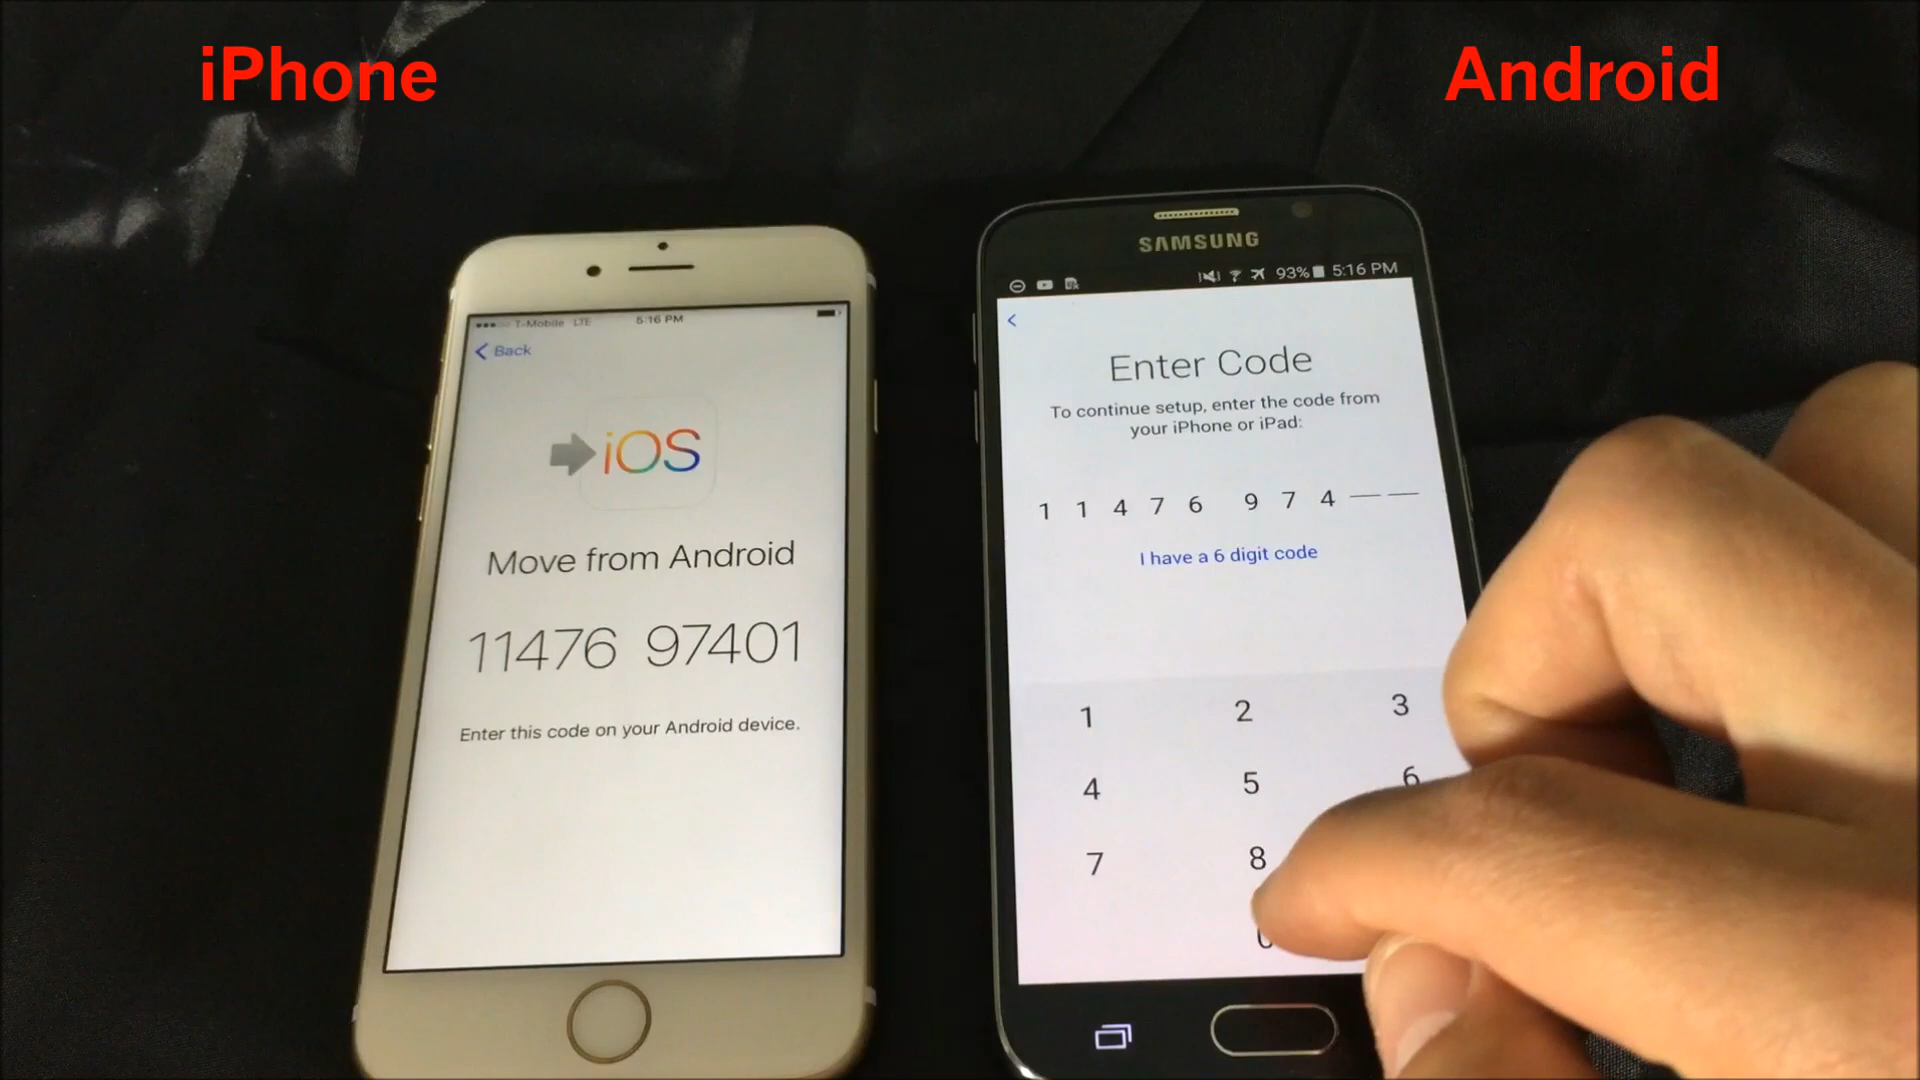 iPhone
Android
T-Mobile LTE
5:16 PM
Back
iOS
Move from Android
11476 97401
Enter this code on your Android device.
SAMSUNG
93% 5:16 PM
Enter Code
To continue setup, enter the code from
your iPhone or iPad:
1 1 4 7 6 9 7 4
I have a 6 digit code
1 2 3
4 5 6
7 8
0